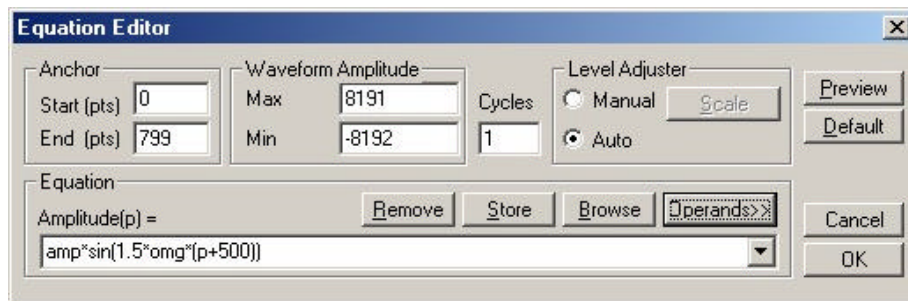 Equation Editor
Anchor
Start (pts) 0
End (pts) 799
Waveform Amplitude
Max 8191
Min -8192
Cycles
1
Level Adjuster
Manual Scale
Auto
Preview
Default
Equation
Amplitude(p) = Remove Store Browse Operands>>
amp*sin(1.5*omg*(p+500))
Cancel
OK